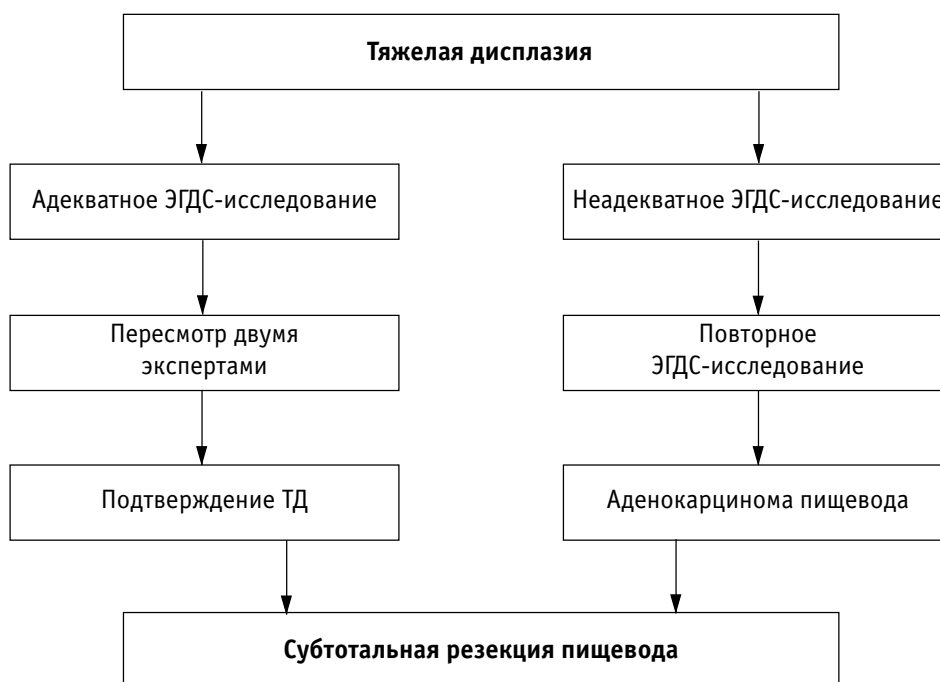 Тяжелая дисплазия
Адекватное ЭГДС-исследование
Неадекватное ЭГДС-исследование
Пересмотр двумя
экспертами
Повторное
ЭГДС-исследование
Подтверждение ТД
Аденокарцинома пищевода
Субтотальная резекция пищевода